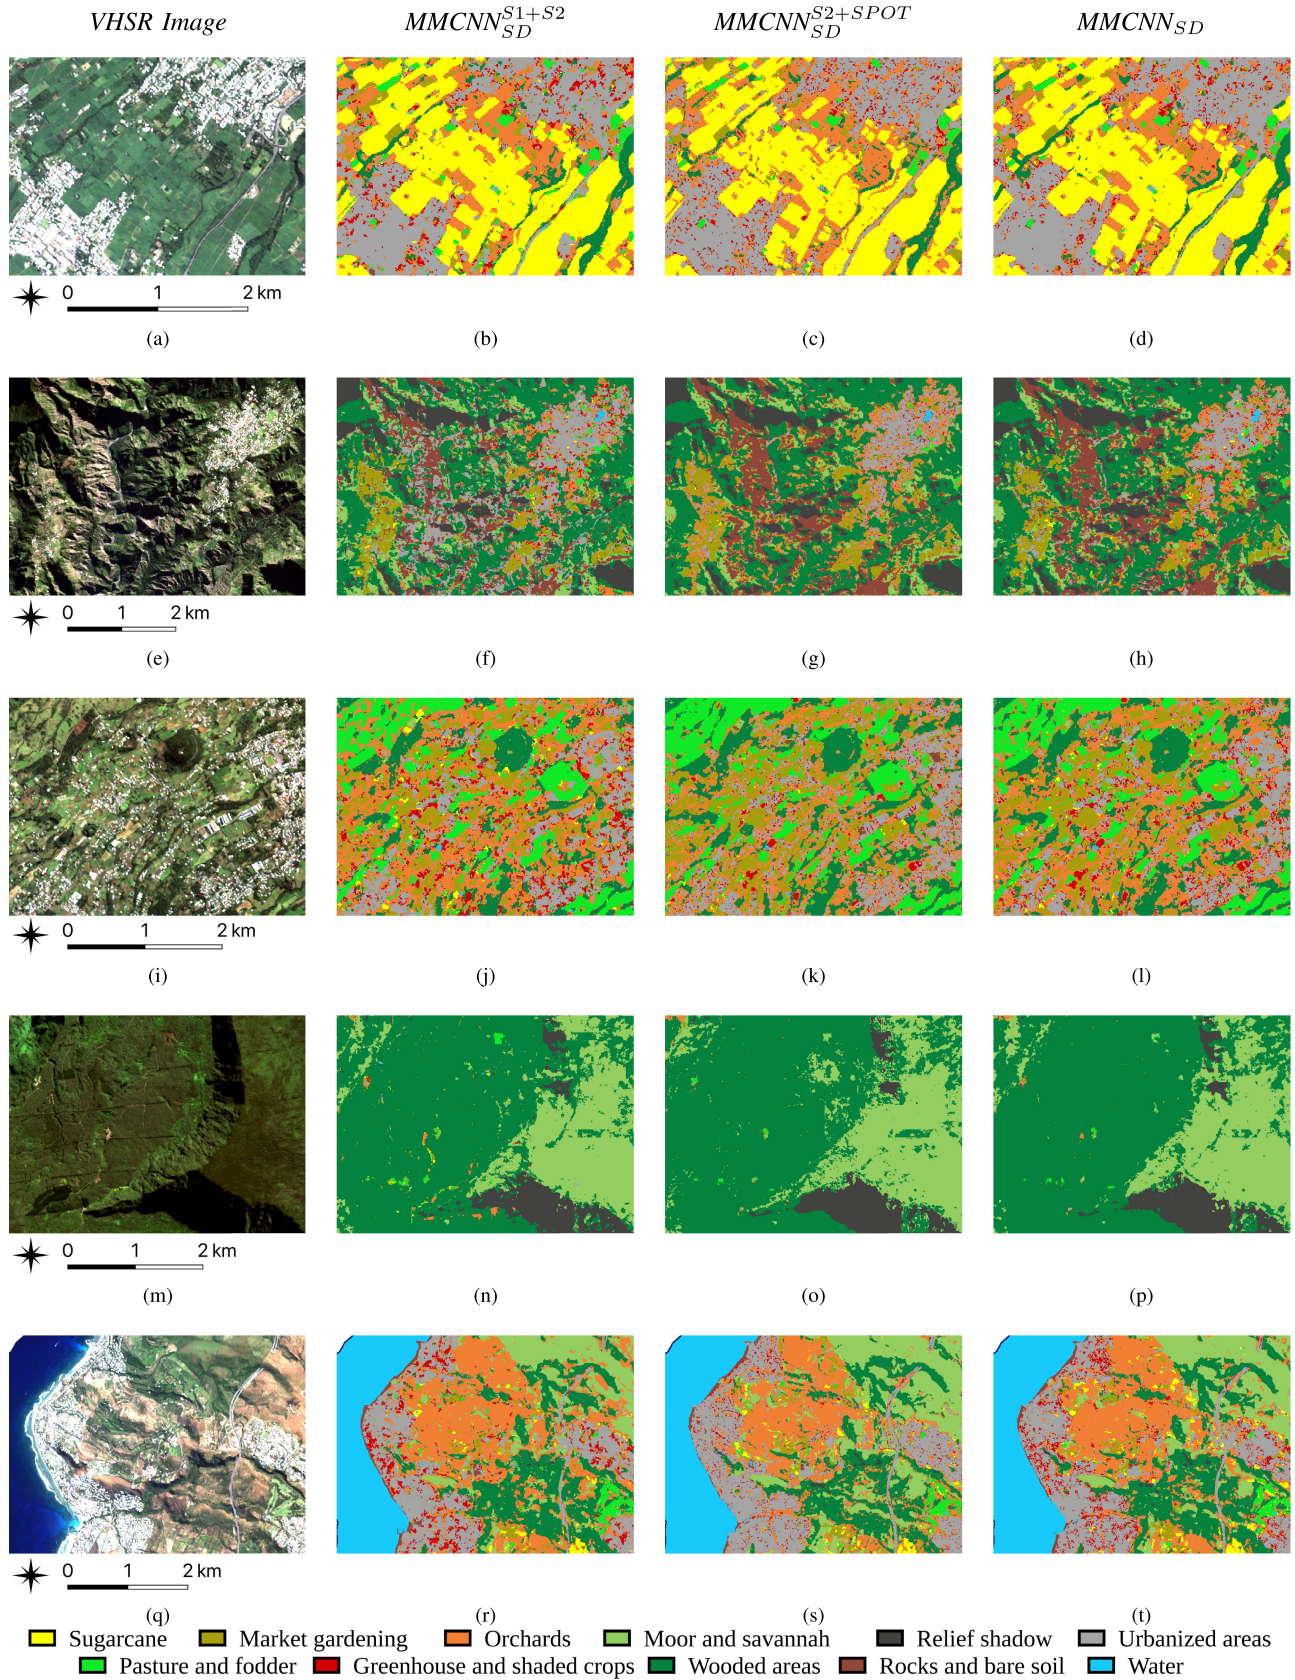 VHSR Image MMCNN_{SD}^{S1+S2} MMCNN_{SD}^{S2+SPOT} MMCNN_{SD}
0 1 2 km
(a) (b) (c) (d)
0 1 2 km
(e) (f) (g) (h)
0 1 2 km
(i) (j) (k) (l)
0 1 2 km
(m) (n) (o) (p)
0 1 2 km
(q) (r) (s) (t)
Sugarcane Market gardening Orchards Moor and savannah Relief shadow Urbanized areas
Pasture and fodder Greenhouse and shaded crops Wooded areas Rocks and bare soil Water